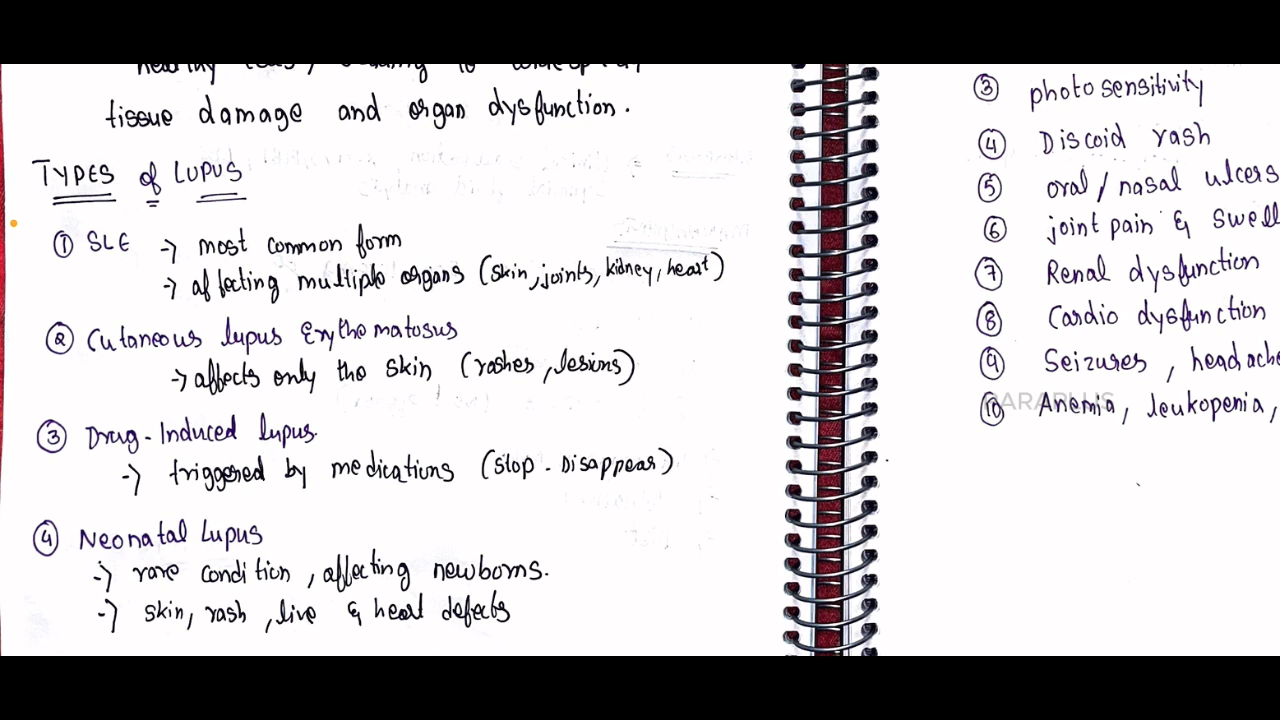 tissue damage and organ dysfunction.
TYPES of LUPUS
① SLE → most common form
→ affecting multiple organs (skin, joints, kidney, heart)
② Cutaneous lupus Erythematosus
→ affects only the skin (rashes, lesions)
③ Drug-Induced lupus.
→ triggered by medications (stop - Disappear)
④ Neonatal Lupus
→ rare condition, affecting newborns.
→ skin, rash, live & heart defects
③ photosensitivity
④ Discoid rash
⑤ oral/nasal ulcers
⑥ joint pain & swell
⑦ Renal dysfunction
⑧ Cardio dysfunction
⑨ Seizures, headache
⑩ Anemia, leukopenia,